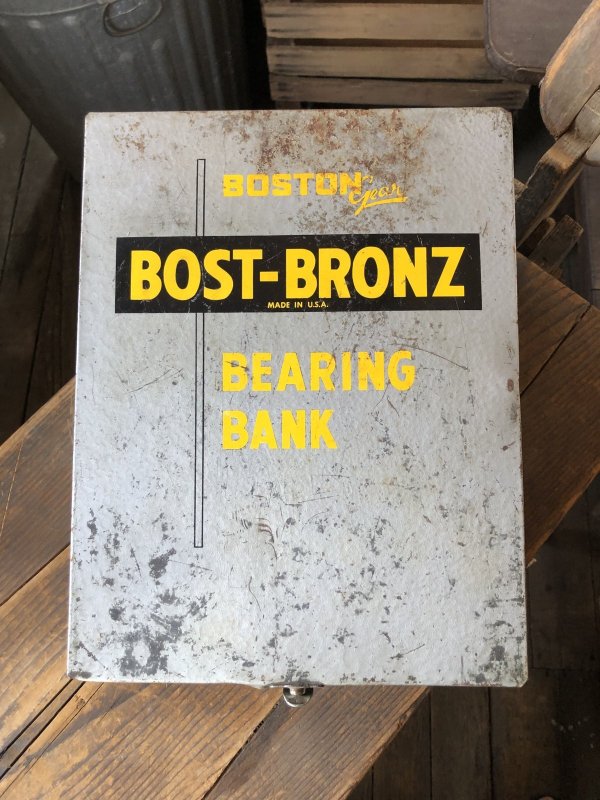 BOSTON Gear
BOST-BRONZ
MADE IN U.S.A.
BEARING
BANK